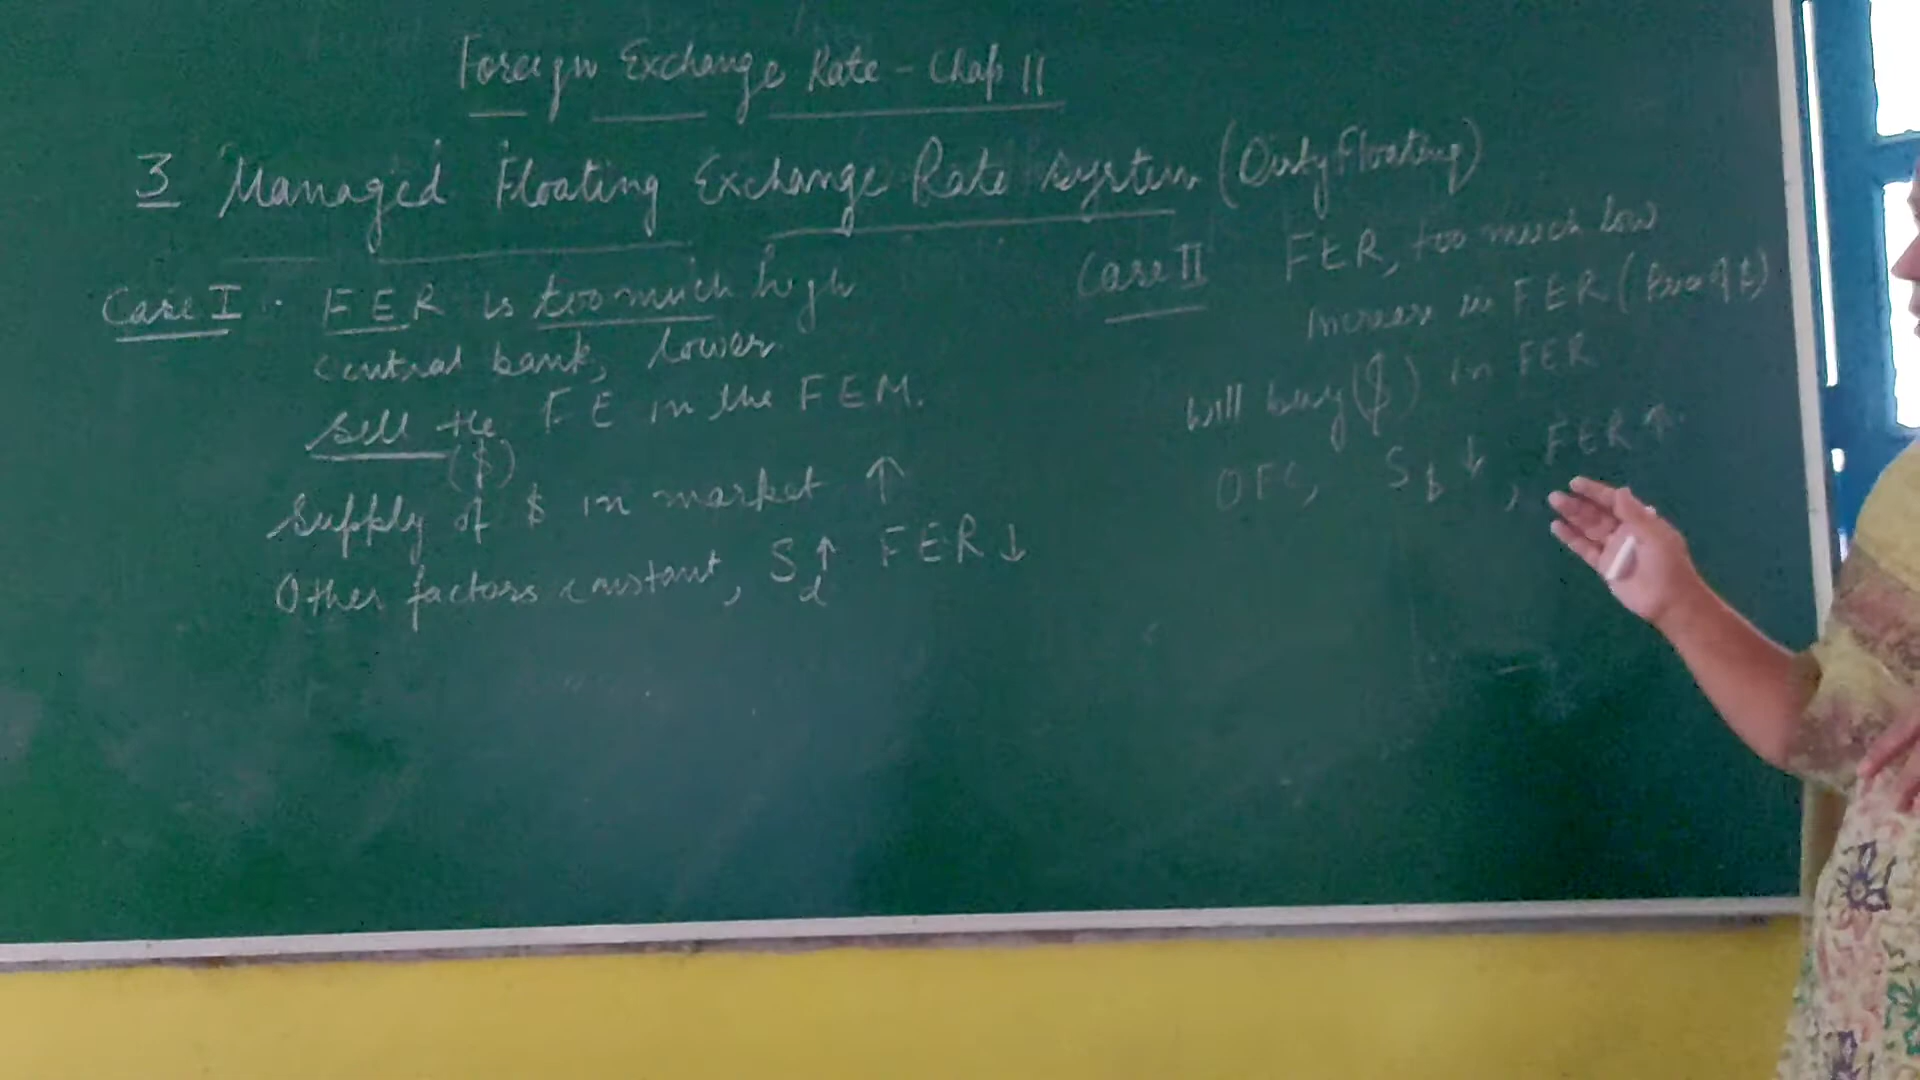 Foreign Exchange Rate - Chap 11
3 Managed Floating Exchange Rate system (Dirty Floating)
Case I : FER is too much high
central bank, lower
Sell the FE in the FEM.
($)
Supply of $ in market ↑
Other factors constant, Sd↑ FER↓
Case II FER, too much low
Increase in FER (
will buy ($) in FER
OFC, S$↓, FER↑